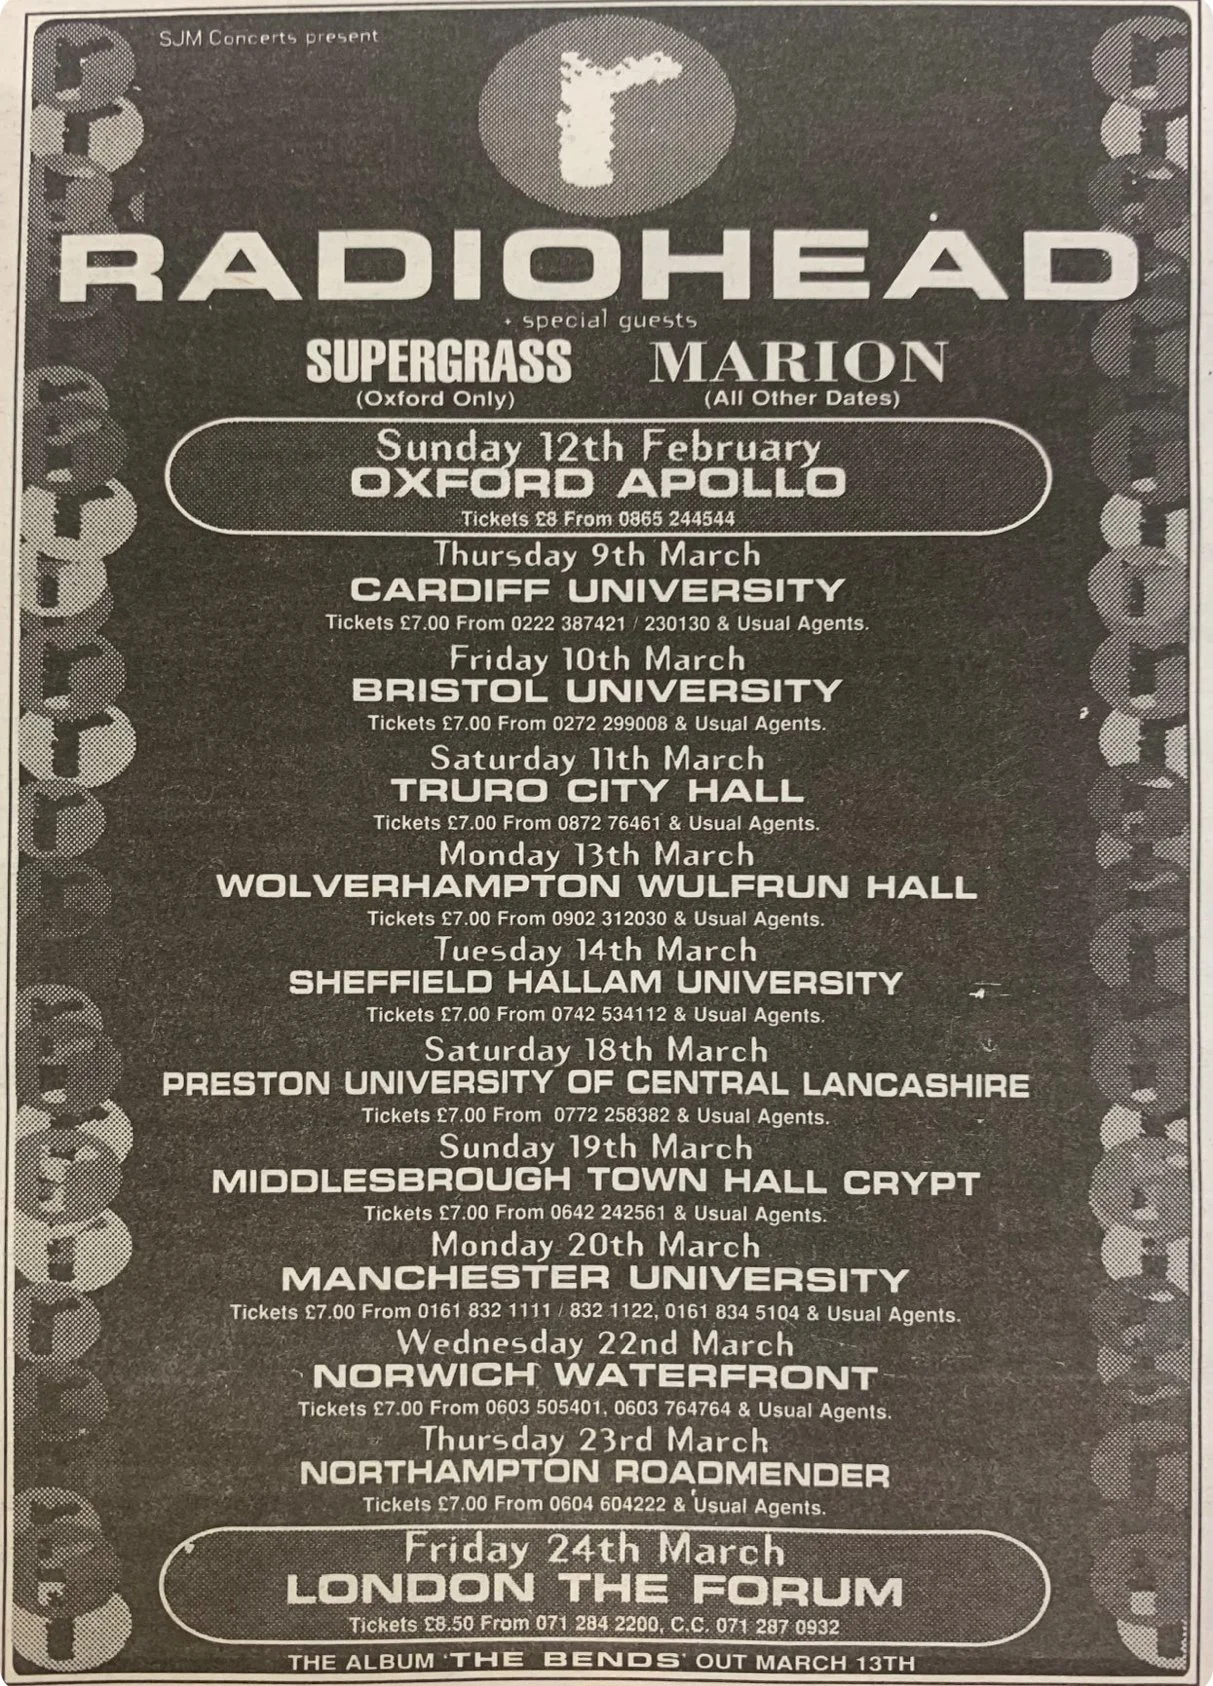 SJM Concerts present
r
RADIOHEAD
+ special guests
SUPERGRASS MARION
(Oxford Only) (All Other Dates)
Sunday 12th February
OXFORD APOLLO
Tickets £8 From 0865 244544
Thursday 9th March
CARDIFF UNIVERSITY
Tickets £7.00 From 0222 387421 / 230130 & Usual Agents.
Friday 10th March
BRISTOL UNIVERSITY
Tickets £7.00 From 0272 299008 & Usual Agents.
Saturday 11th March
TRURO CITY HALL
Tickets £7.00 From 0872 76461 & Usual Agents.
Monday 13th March
WOLVERHAMPTON WULFRUN HALL
Tickets £7.00 From 0902 312030 & Usual Agents.
Tuesday 14th March
SHEFFIELD HALLAM UNIVERSITY
Tickets £7.00 From 0742 534112 & Usual Agents.
Saturday 18th March
PRESTON UNIVERSITY OF CENTRAL LANCASHIRE
Tickets £7.00 From 0772 258382 & Usual Agents.
Sunday 19th March
MIDDLESBROUGH TOWN HALL CRYPT
Tickets £7.00 From 0642 242561 & Usual Agents.
Monday 20th March
MANCHESTER UNIVERSITY
Tickets £7.00 From 0161 832 1111 / 832 1122, 0161 834 5104 & Usual Agents.
Wednesday 22nd March
NORWICH WATERFRONT
Tickets £7.00 From 0603 505401, 0603 764764 & Usual Agents.
Thursday 23rd March
NORTHAMPTON ROADMENDER
Tickets £7.00 From 0604 604222 & Usual Agents.
Friday 24th March
LONDON THE FORUM
Tickets £8.50 From 071 284 2200, C.C. 071 287 0932
THE ALBUM 'THE BENDS' OUT MARCH 13TH